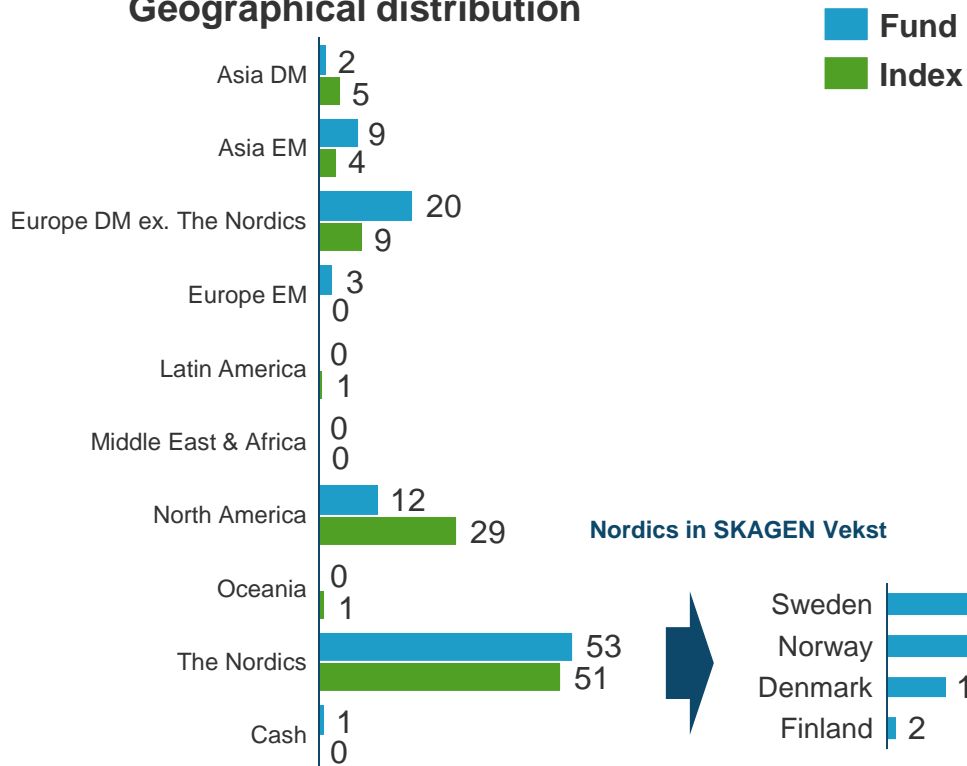 Geographical distribution
Fund
Index
Asia DM 2
5
Asia EM 9
4
Europe DM ex. The Nordics 20
9
Europe EM 3
0
Latin America 0
1
Middle East & Africa 0
0
North America 12
29
Oceania 0
1
The Nordics 53
51
Cash 1
0
Nordics in SKAGEN Vekst
Sweden
Norway
Denmark
Finland 2